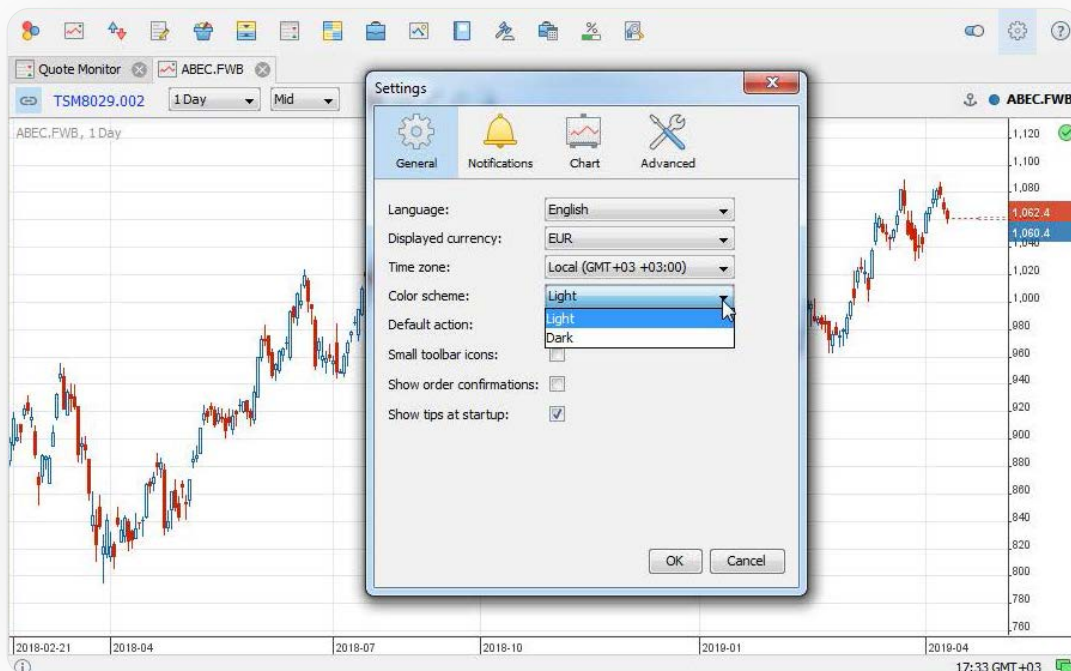 Quote Monitor ABEC.FWB
TSM8029.002 1 Day Mid ABEC.FWB
ABEC.FWB, 1 Day
Settings
General Notifications Chart Advanced
Language: English
Displayed currency: EUR
Time zone: Local (GMT+03 +03:00)
Color scheme: Light
Light
Default action:
Dark
Small toolbar icons:
Show order confirmations:
Show tips at startup:
OK Cancel
1,120
1,100
1,080
1,062.4
1,060.4
1,040
1,020
1,000
980
960
940
920
900
880
860
840
820
800
780
760
2018-02-21 2018-04 2018-07 2018-10 2019-01 2019-04
17:33 GMT+03